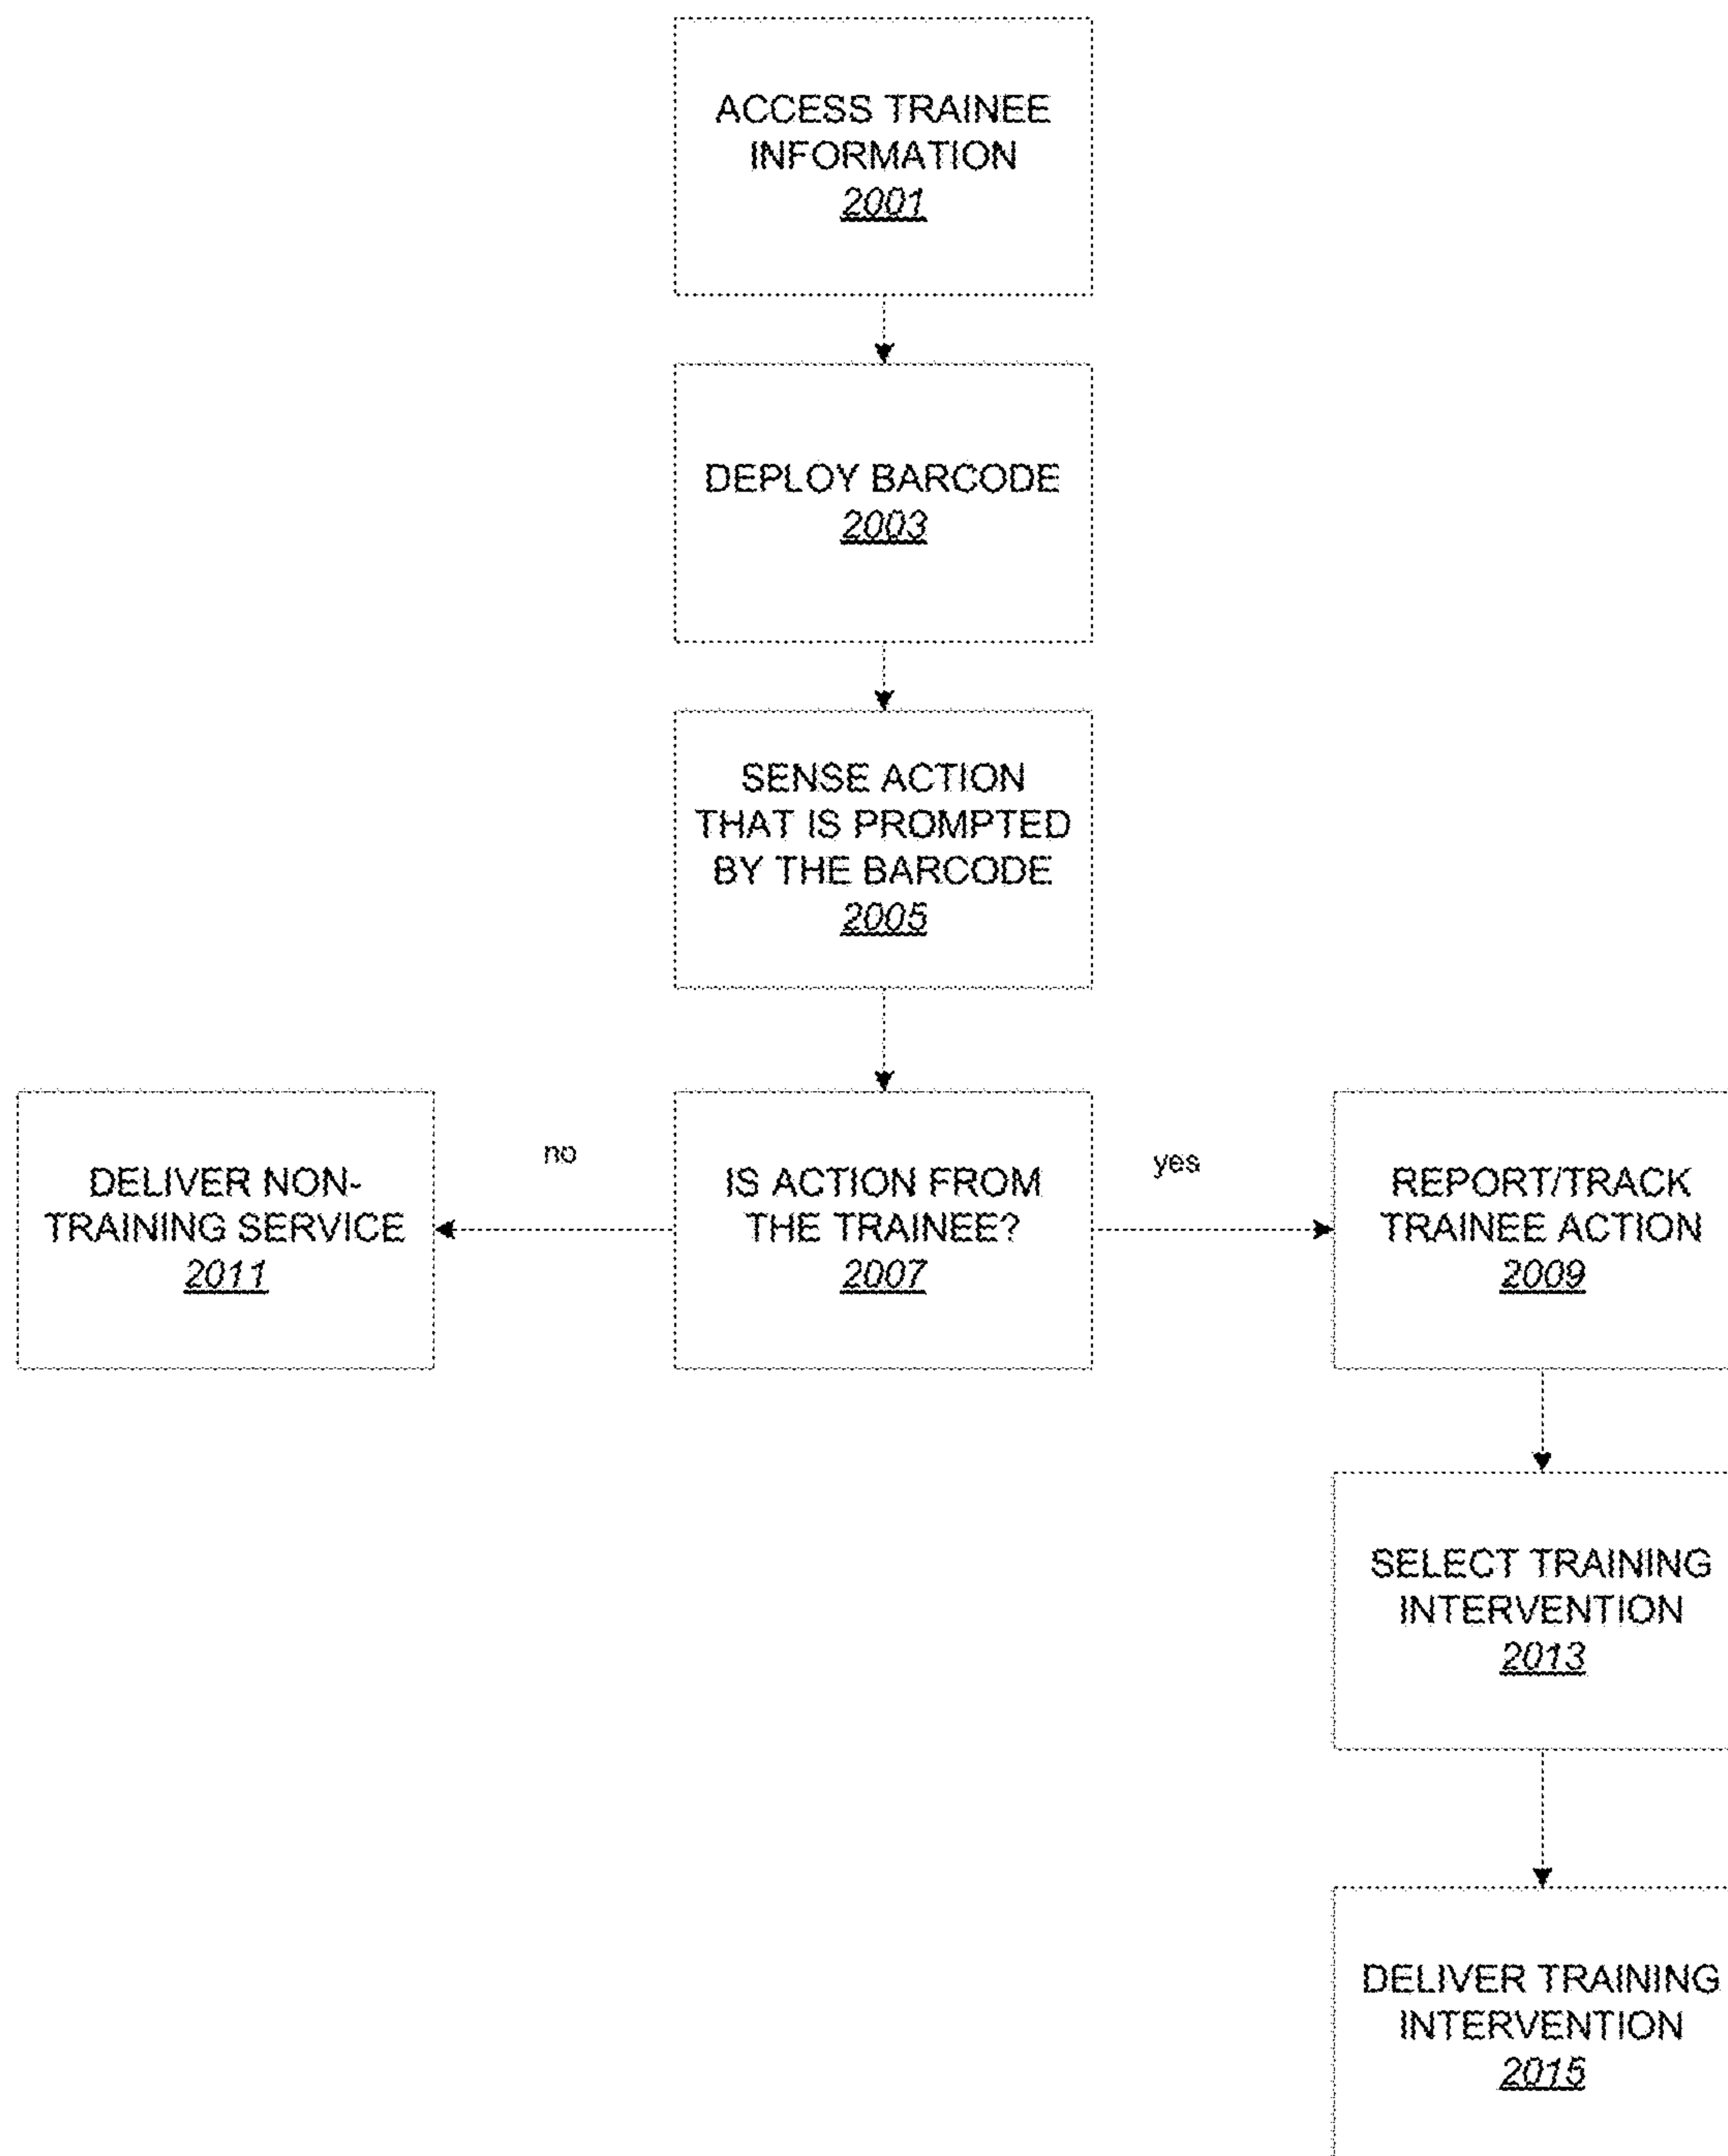 ACCESS TRAINEE
INFORMATION
2001
DEPLOY BARCODE
2003
SENSE ACTION
THAT IS PROMPTED
BY THE BARCODE
2005
DELIVER NON-
TRAINING SERVICE
2011
no
IS ACTION FROM
THE TRAINEE?
2007
yes
REPORT/TRACK
TRAINEE ACTION
2009
SELECT TRAINING
INTERVENTION
2013
DELIVER TRAINING
INTERVENTION
2015